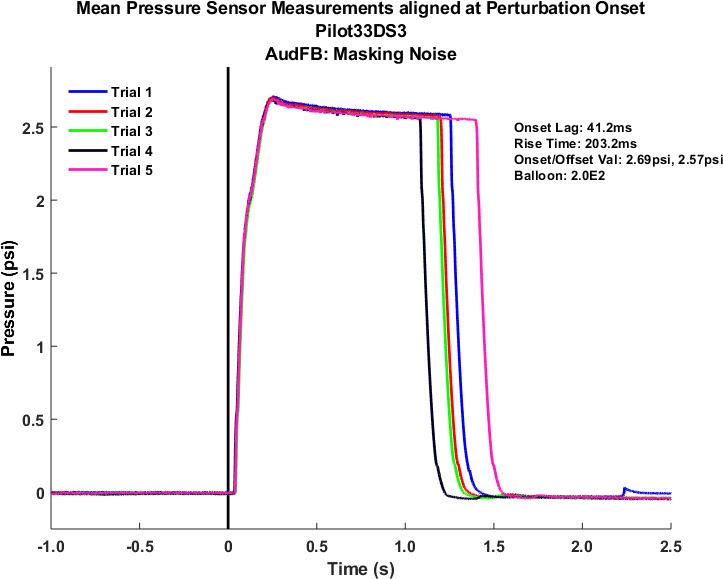 Mean Pressure Sensor Measurements aligned at Perturbation Onset
Pilot33DS3
AudFB: Masking Noise
Trial 1
Trial 2
Trial 3
Trial 4
Trial 5
Onset Lag: 41.2ms
Rise Time: 203.2ms
Onset/Offset Val: 2.69psi, 2.57psi
Balloon: 2.0E2
Pressure (psi)
2.5
2
1.5
1
0.5
0
-1.0 -0.5 0 0.5 1.0 1.5 2.0 2.5
Time (s)